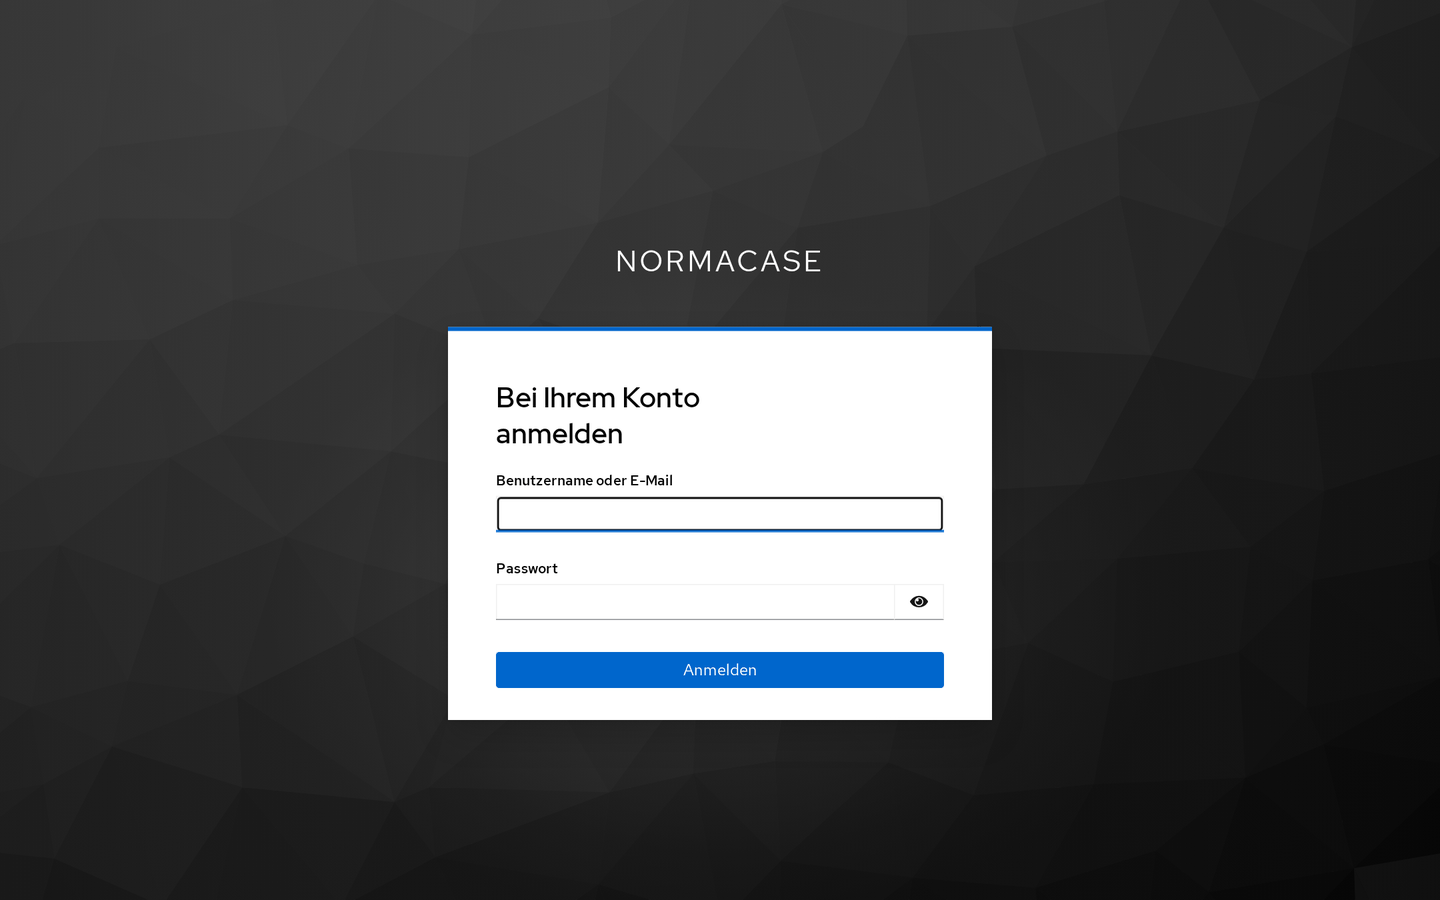 NORMACASE
Bei Ihrem Konto
anmelden
Benutzername oder E-Mail
Passwort
Anmelden